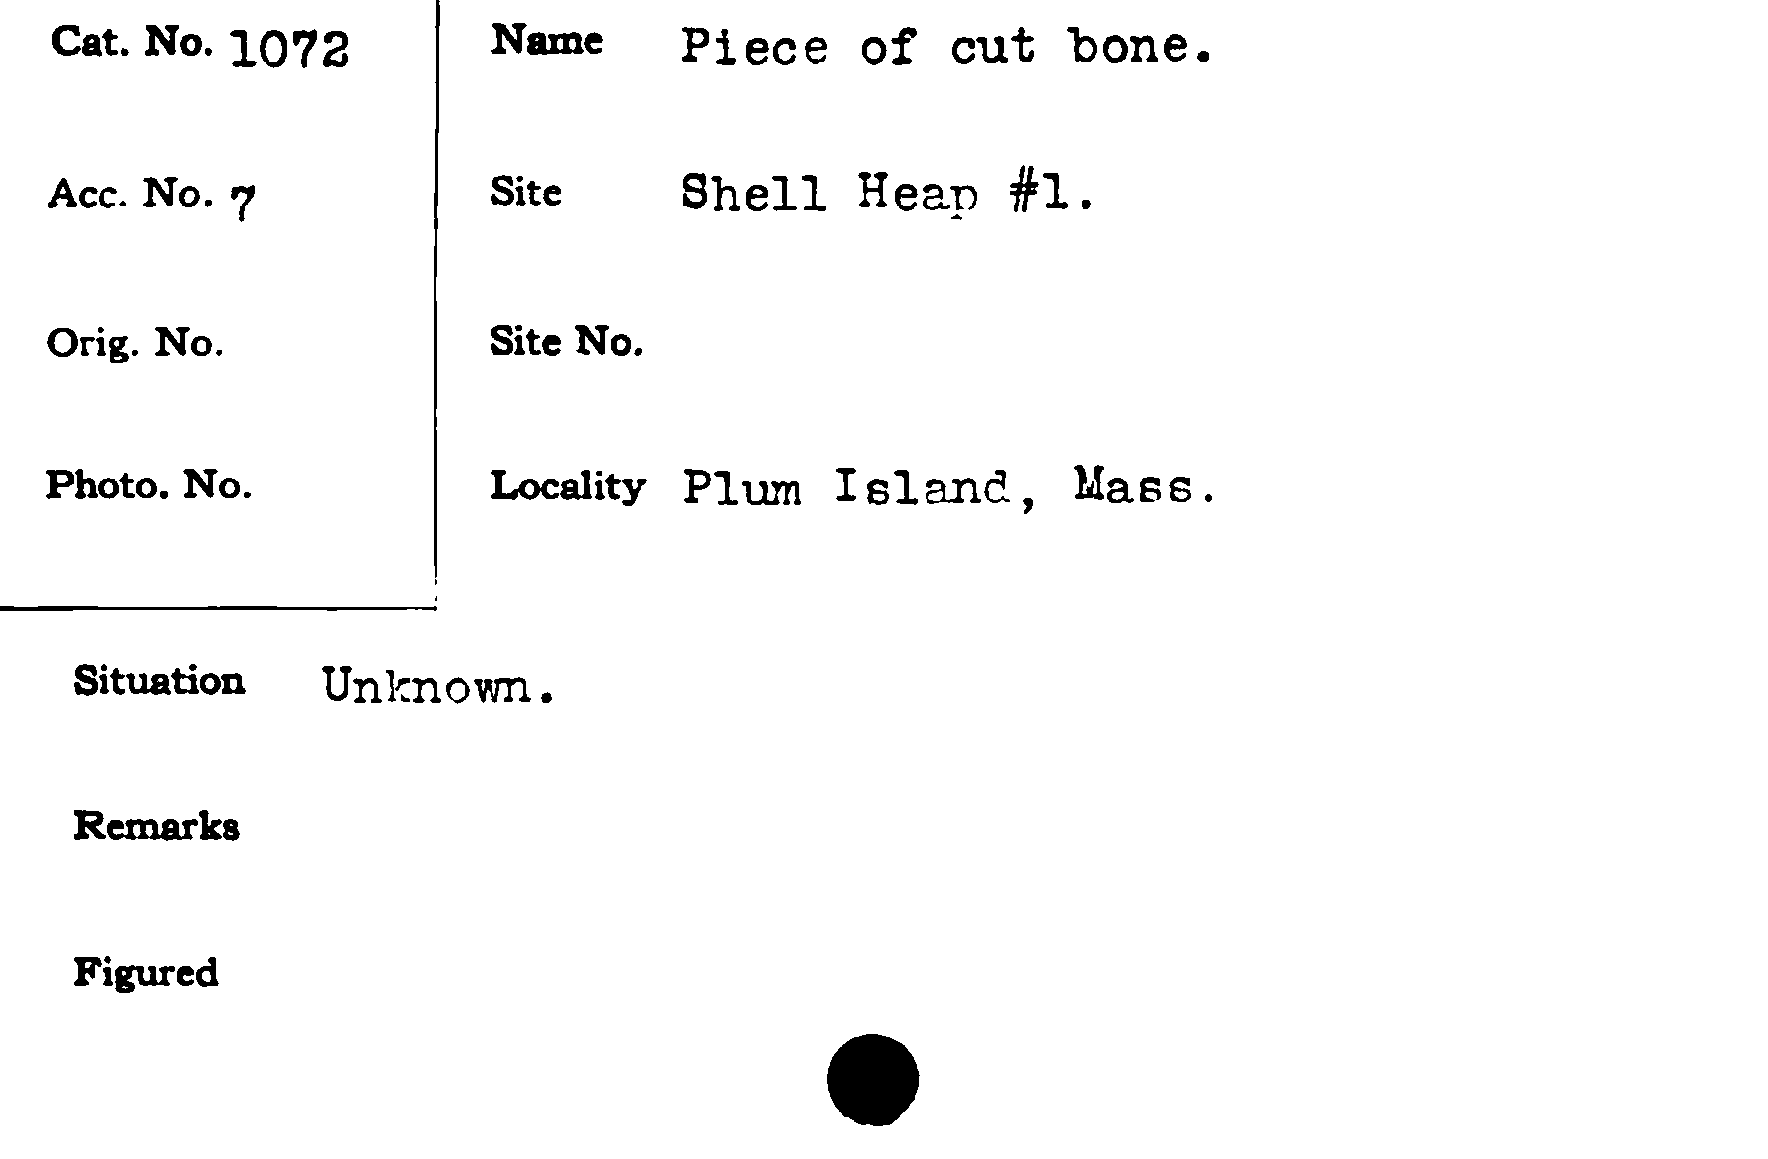 Cat. No. 1072
Name Piece of cut bone.
Acc. No. 7
Site Shell Heap #1.
Orig. No.
Site No.
Photo. No.
Locality Plum Island, Mass.
Situation Unknown.
Remarks
Figured